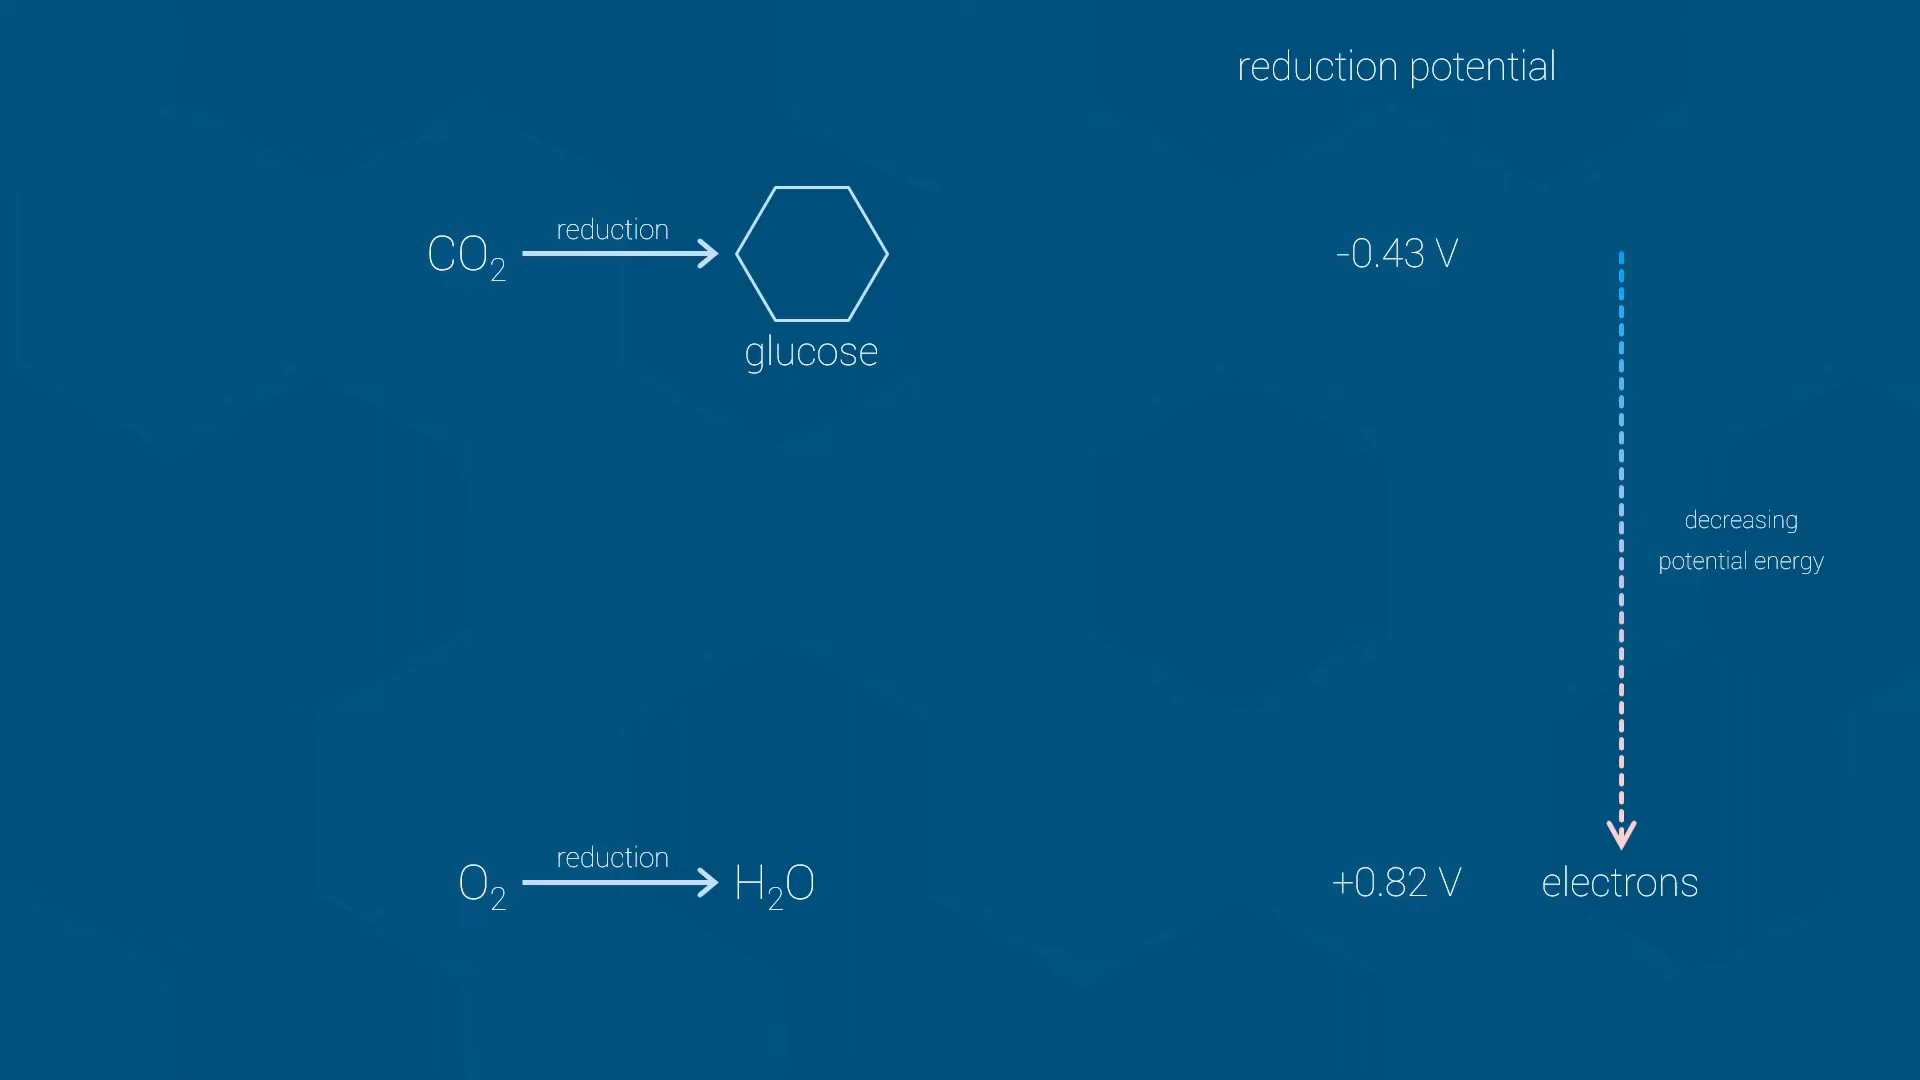 reduction potential
CO₂ reduction
glucose
-0.43 V
decreasing
potential energy
O₂ reduction H₂O
+0.82 V
electrons